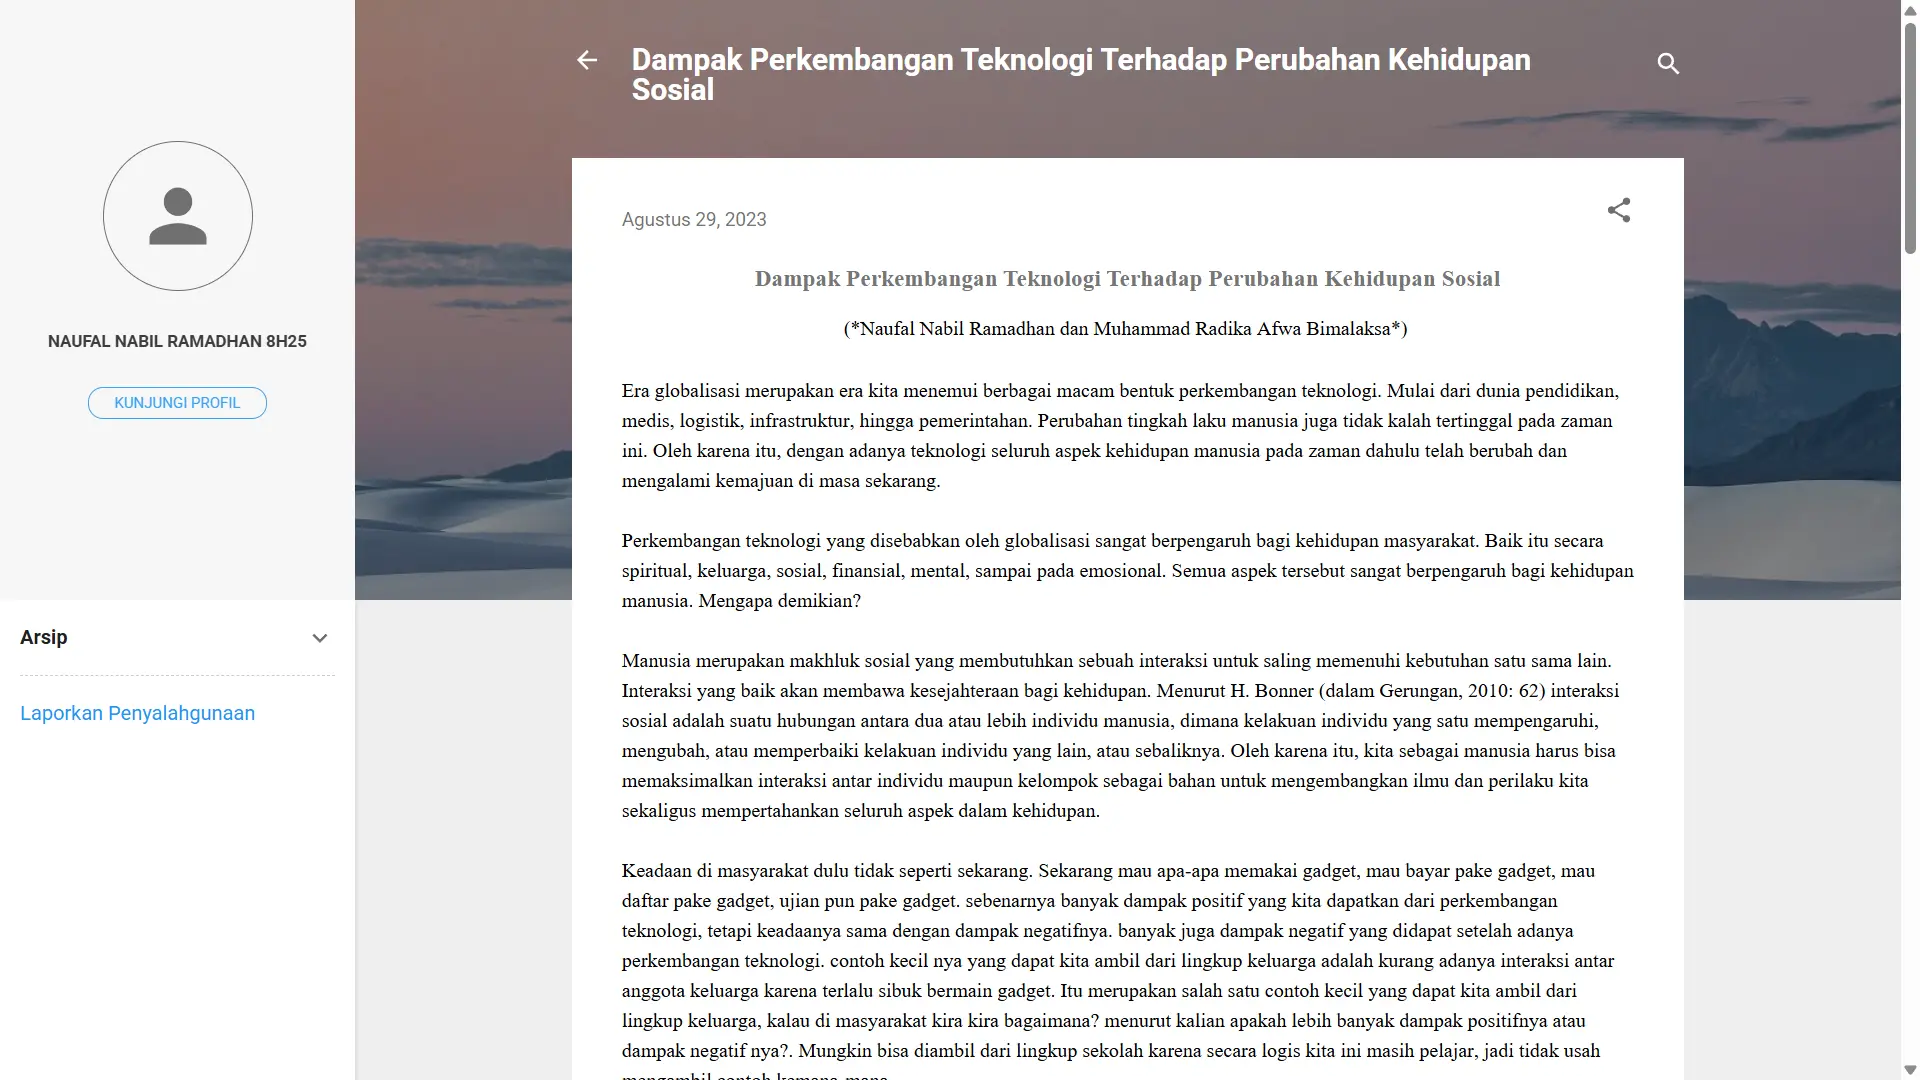 Dampak Perkembangan Teknologi Terhadap Perubahan Kehidupan
Sosial
NAUFAL NABIL RAMADHAN 8H25
KUNJUNGI PROFIL
Arsip
Laporkan Penyalahgunaan
Agustus 29, 2023
Dampak Perkembangan Teknologi Terhadap Perubahan Kehidupan Sosial
(*Naufal Nabil Ramadhan dan Muhammad Radika Afwa Bimalaksa*)
Era globalisasi merupakan era kita menemui berbagai macam bentuk perkembangan teknologi. Mulai dari dunia pendidikan,
medis, logistik, infrastruktur, hingga pemerintahan. Perubahan tingkah laku manusia juga tidak kalah tertinggal pada zaman
ini. Oleh karena itu, dengan adanya teknologi seluruh aspek kehidupan manusia pada zaman dahulu telah berubah dan
mengalami kemajuan di masa sekarang.
Perkembangan teknologi yang disebabkan oleh globalisasi sangat berpengaruh bagi kehidupan masyarakat. Baik itu secara
spiritual, keluarga, sosial, finansial, mental, sampai pada emosional. Semua aspek tersebut sangat berpengaruh bagi kehidupan
manusia. Mengapa demikian?
Manusia merupakan makhluk sosial yang membutuhkan sebuah interaksi untuk saling memenuhi kebutuhan satu sama lain.
Interaksi yang baik akan membawa kesejahteraan bagi kehidupan. Menurut H. Bonner (dalam Gerungan, 2010: 62) interaksi
sosial adalah suatu hubungan antara dua atau lebih individu manusia, dimana kelakuan individu yang satu mempengaruhi,
mengubah, atau memperbaiki kelakuan individu yang lain, atau sebaliknya. Oleh karena itu, kita sebagai manusia harus bisa
memaksimalkan interaksi antar individu maupun kelompok sebagai bahan untuk mengembangkan ilmu dan perilaku kita
sekaligus mempertahankan seluruh aspek dalam kehidupan.
Keadaan di masyarakat dulu tidak seperti sekarang. Sekarang mau apa-apa memakai gadget, mau bayar pake gadget, mau
daftar pake gadget, ujian pun pake gadget. sebenarnya banyak dampak positif yang kita dapatkan dari perkembangan
teknologi, tetapi keadaanya sama dengan dampak negatifnya. banyak juga dampak negatif yang didapat setelah adanya
perkembangan teknologi. contoh kecil nya yang dapat kita ambil dari lingkup keluarga adalah kurang adanya interaksi antar
anggota keluarga karena terlalu sibuk bermain gadget. Itu merupakan salah satu contoh kecil yang dapat kita ambil dari
lingkup keluarga, kalau di masyarakat kira kira bagaimana? menurut kalian apakah lebih banyak dampak positifnya atau
dampak negatif nya?. Mungkin bisa diambil dari lingkup sekolah karena secara logis kita ini masih pelajar, jadi tidak usah
mengambil contoh kemana-mana